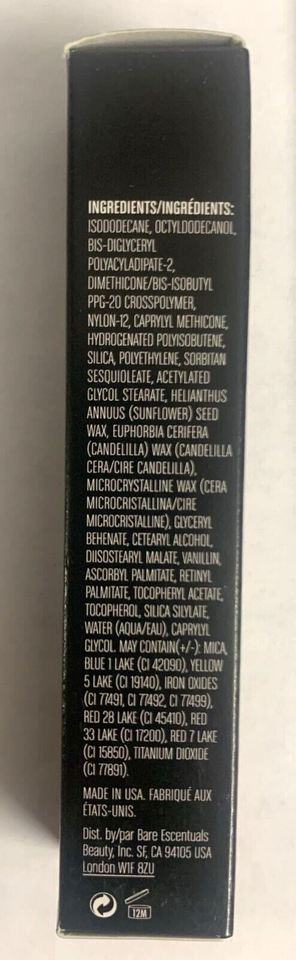 INGREDIENTS/INGRÉDIENTS:
ISODODECANE, OCTYLDODECANOL,
BIS-DIGLYCERYL
POLYACYLADIPATE-2,
DIMETHICONE/BIS-ISOBUTYL
PPG-20 CROSSPOLYMER,
NYLON-12, CAPRYLYL METHICONE,
HYDROGENATED POLYISOBUTENE,
SILICA, POLYETHYLENE, SORBITAN
SESQUIOLEATE, ACETYLATED
GLYCOL STEARATE, HELIANTHUS
ANNUUS (SUNFLOWER) SEED
WAX, EUPHORBIA CERIFERA
(CANDELILLA) WAX (CANDELILLA
CERA/CIRE CANDELILLA),
MICROCRYSTALLINE WAX (CERA
MICROCRISTALLINA/CIRE
MICROCRISTALLINE), GLYCERYL
BEHENATE, CETEARYL ALCOHOL,
DIISOSTEARYL MALATE, VANILLIN,
ASCORBYL PALMITATE, RETINYL
PALMITATE, TOCOPHERYL ACETATE,
TOCOPHEROL, SILICA SILYLATE,
WATER (AQUA/EAU), CAPRYLYL
GLYCOL. MAY CONTAIN(+/-): MICA,
BLUE 1 LAKE (CI 42090), YELLOW
5 LAKE (CI 19140), IRON OXIDES
(CI 77491, CI 77492, CI 77499),
RED 28 LAKE (CI 45410), RED
33 LAKE (CI 17200), RED 7 LAKE
(CI 15850), TITANIUM DIOXIDE
(CI 77891).
MADE IN USA. FABRIQUÉ AUX
ÉTATS-UNIS.
Dist. by/par Bare Escentuals
Beauty, Inc. SF, CA 94105 USA
London W1F 8ZU
12M